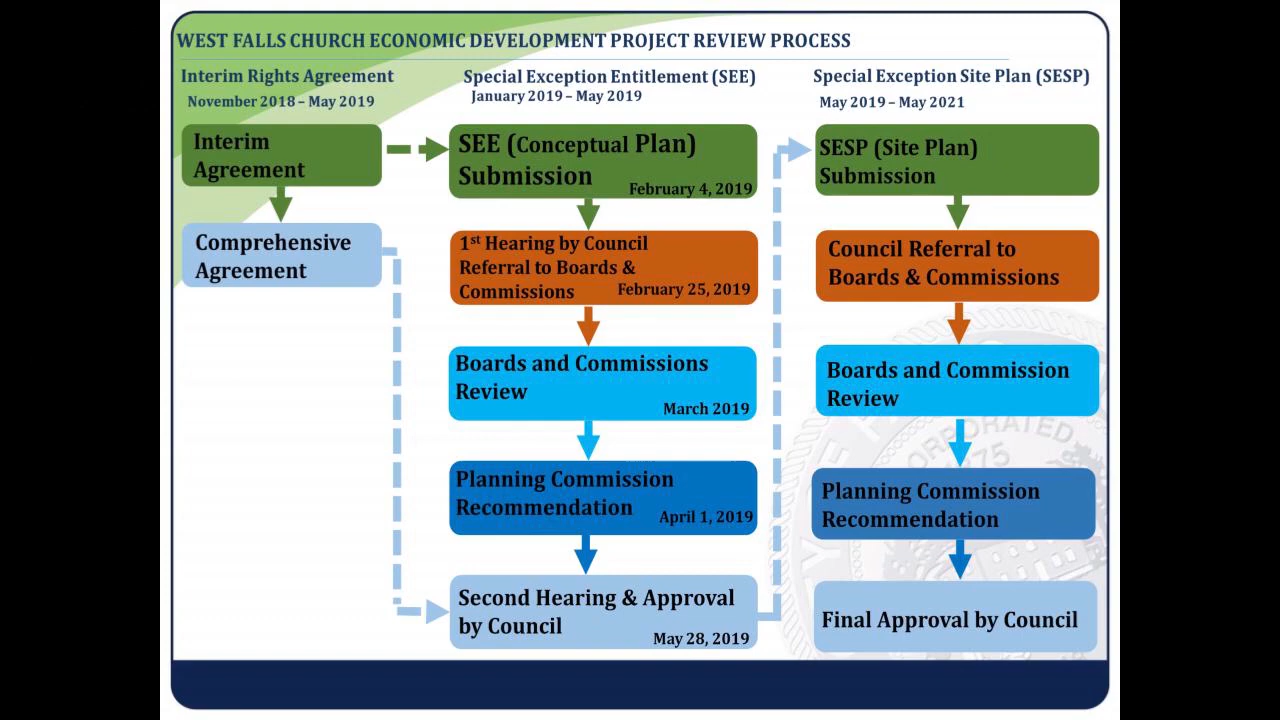 WEST FALLS CHURCH ECONOMIC DEVELOPMENT PROJECT REVIEW PROCESS
Interim Rights Agreement
November 2018 – May 2019
Interim
Agreement
Comprehensive
Agreement
Special Exception Entitlement (SEE)
January 2019 – May 2019
SEE (Conceptual Plan)
Submission
February 4, 2019
1st Hearing by Council
Referral to Boards &
Commissions
February 25, 2019
Boards and Commissions
Review
March 2019
Planning Commission
Recommendation
April 1, 2019
Second Hearing & Approval
by Council
May 28, 2019
Special Exception Site Plan (SESP)
May 2019 – May 2021
SESP (Site Plan)
Submission
Council Referral to
Boards & Commissions
Boards and Commission
Review
Planning Commission
Recommendation
Final Approval by Council